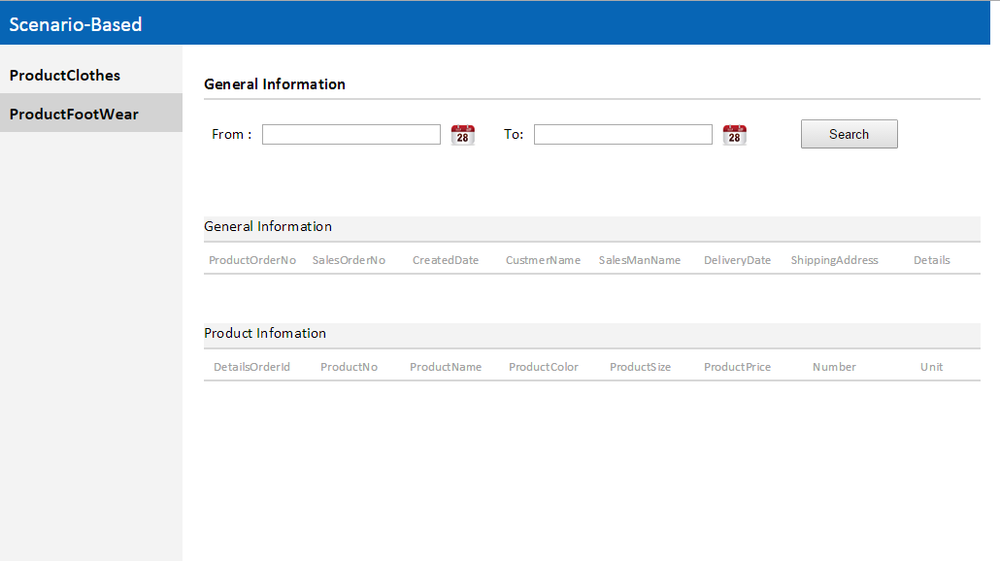 Scenario-Based
ProductClothes
ProductFootWear
General Information
From : 28 To: 28 Search
General Information
ProductOrderNo SalesOrderNo CreatedDate CustmerName SalesManName DeliveryDate ShippingAddress Details
Product Infomation
DetailsOrderId ProductNo ProductName ProductColor ProductSize ProductPrice Number Unit